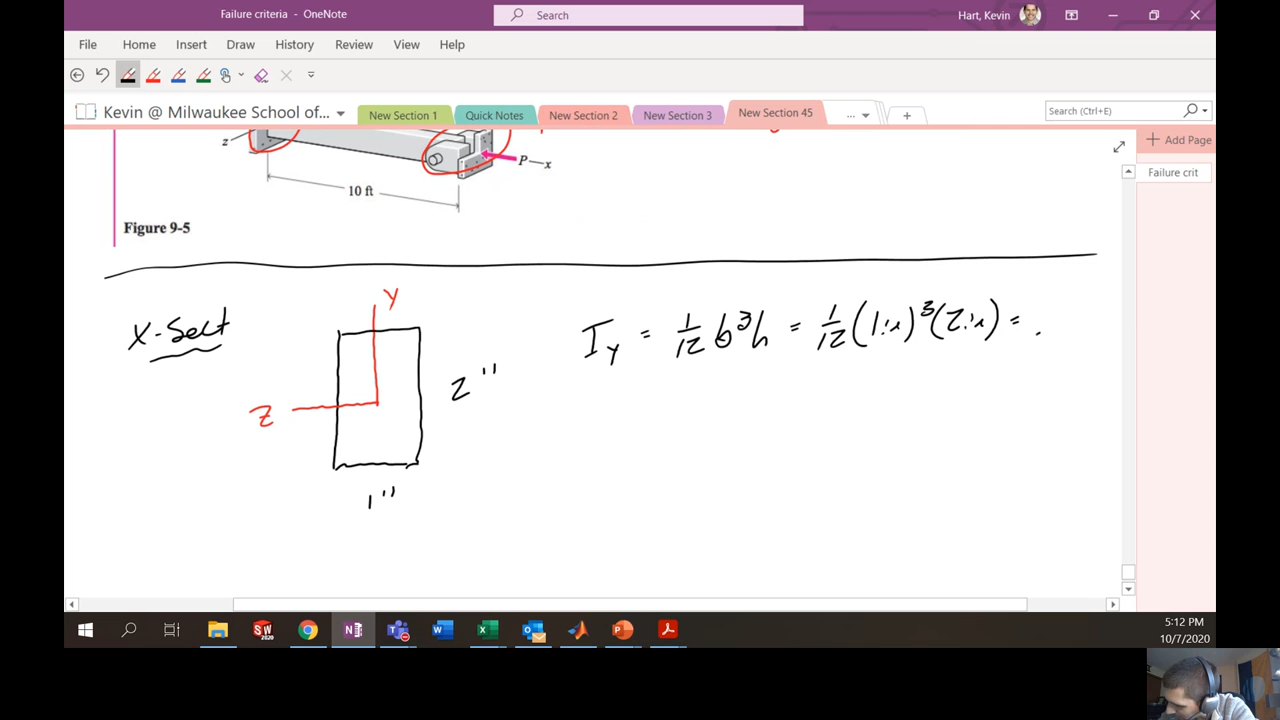 Failure criteria - OneNote
Search
Hart, Kevin
File Home Insert Draw History Review View Help
Kevin @ Milwaukee School of... New Section 1 Quick Notes New Section 2 New Section 3 New Section 45 ... + Search (Ctrl+E)
+ Add Page
Failure crit
z
P
x
10 ft
Figure 9-5
X-Sect
Y
Z
2"
1"
I_Y = 1/12 b³h = 1/12 (1in)³(2in) = .
SW 2020
5:12 PM
10/7/2020